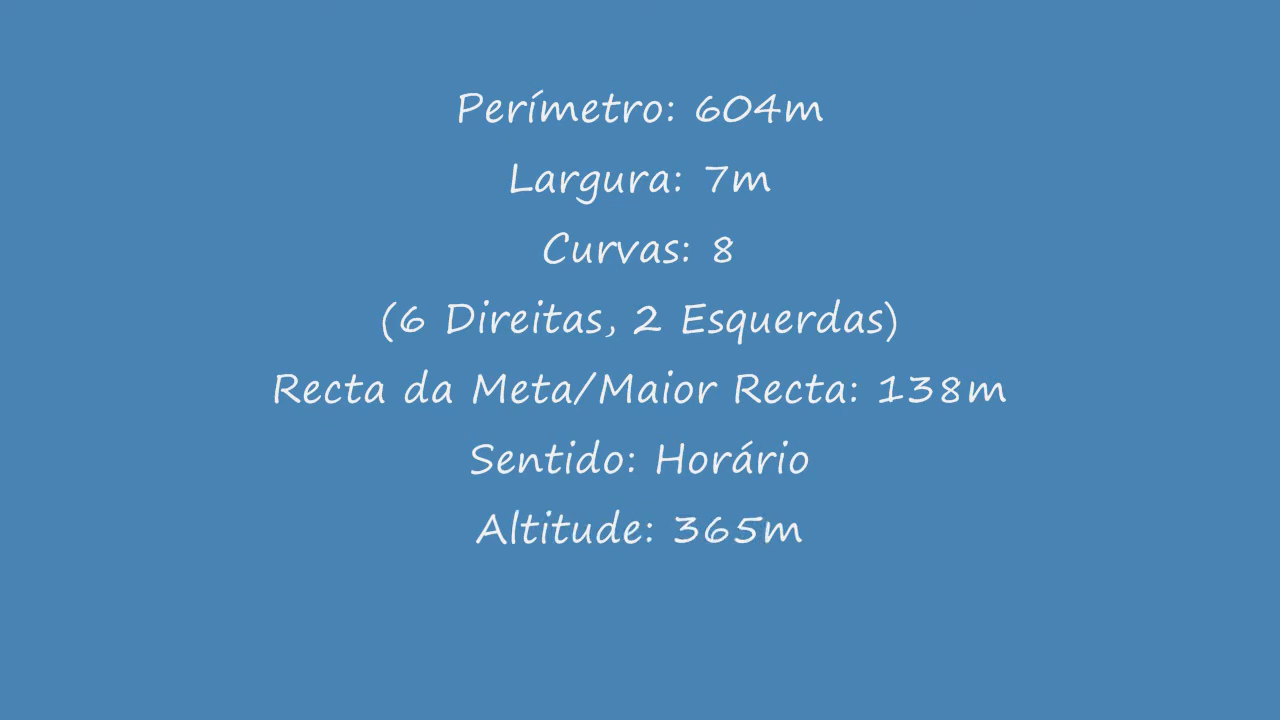 Perímetro: 604m
Largura: 7m
Curvas: 8
(6 Direitas, 2 Esquerdas)
Recta da Meta/Maior Recta: 138m
Sentido: Horário
Altitude: 365m